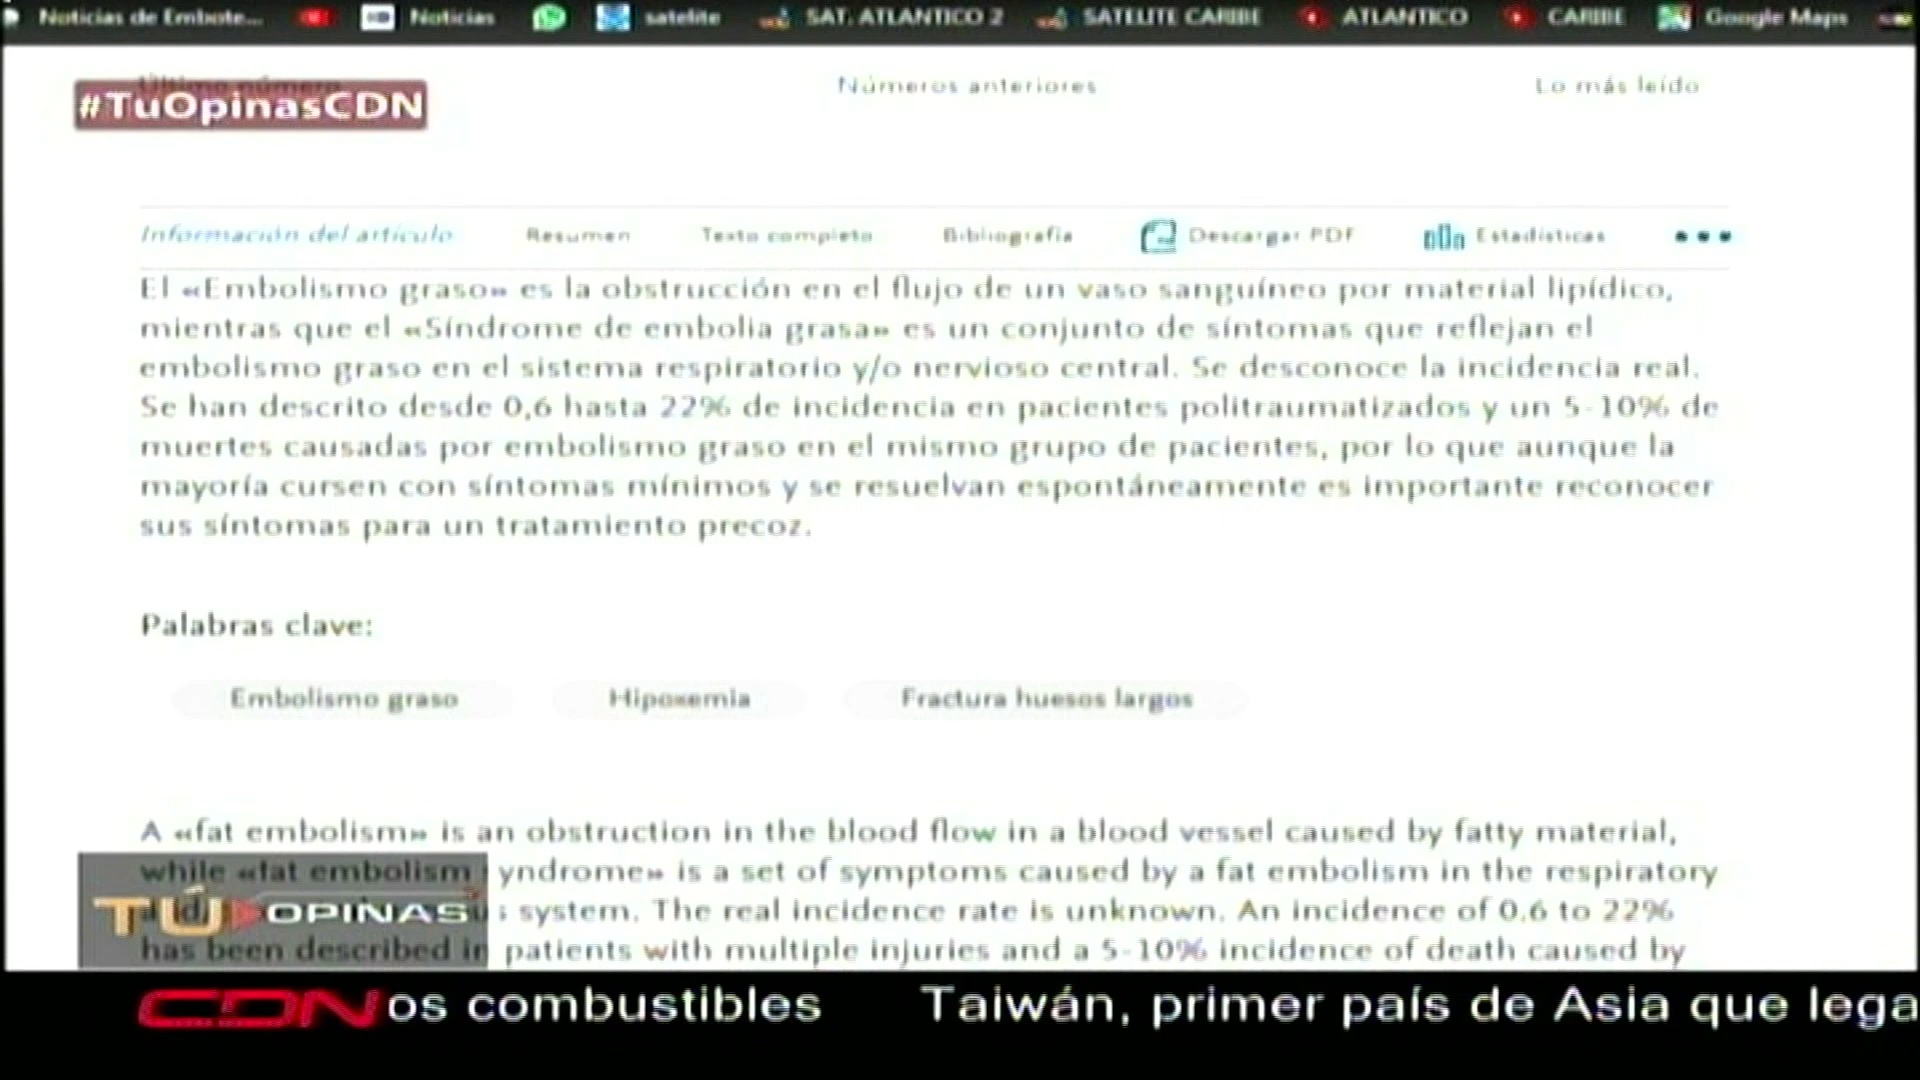 Noticias de Embote...
Noticias
satelite
SAT. ATLANTICO 2
SATELITE CARIBE
ATLANTICO
CARIBE
Google Maps
Último número
Números anteriores
Lo más leído
#TuOpinasCDN
Información del artículo
Resumen
Texto completo
Bibliografía
Descargar PDF
Estadísticas
El «Embolismo graso» es la obstrucción en el flujo de un vaso sanguíneo por material lipídico,
mientras que el «Síndrome de embolia grasa» es un conjunto de síntomas que reflejan el
embolismo graso en el sistema respiratorio y/o nervioso central. Se desconoce la incidencia real.
Se han descrito desde 0,6 hasta 22% de incidencia en pacientes politraumatizados y un 5-10% de
muertes causadas por embolismo graso en el mismo grupo de pacientes, por lo que aunque la
mayoría cursen con síntomas mínimos y se resuelvan espontáneamente es importante reconocer
sus síntomas para un tratamiento precoz.
Palabras clave:
Embolismo graso
Hipoxemia
Fractura huesos largos
A «fat embolism» is an obstruction in the blood flow in a blood vessel caused by fatty material,
while «fat embolism yndrome» is a set of symptoms caused by a fat embolism in the respiratory
system. The real incidence rate is unknown. An incidence of 0.6 to 22%
has been described in patients with multiple injuries and a 5-10% incidence of death caused by
TÚ OPINAS
CDN
os combustibles
Taiwán, primer país de Asia que lega